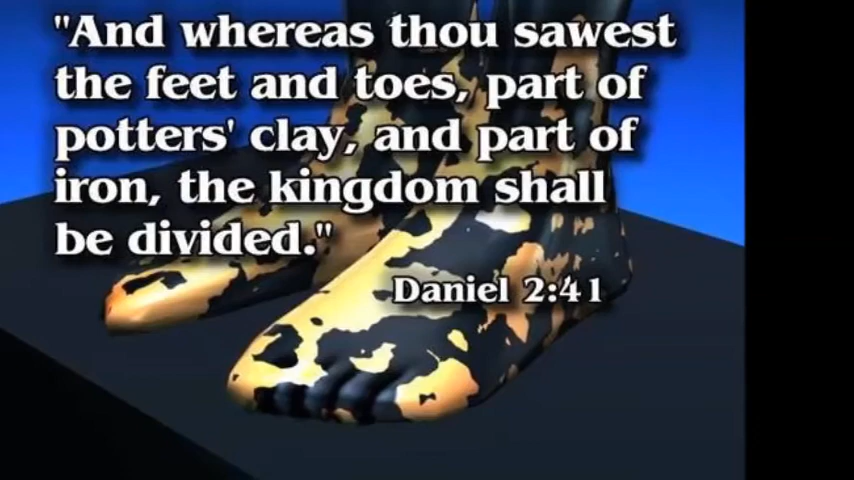 "And whereas thou sawest
the feet and toes, part of
potters' clay, and part of
iron, the kingdom shall
be divided."
Daniel 2:41